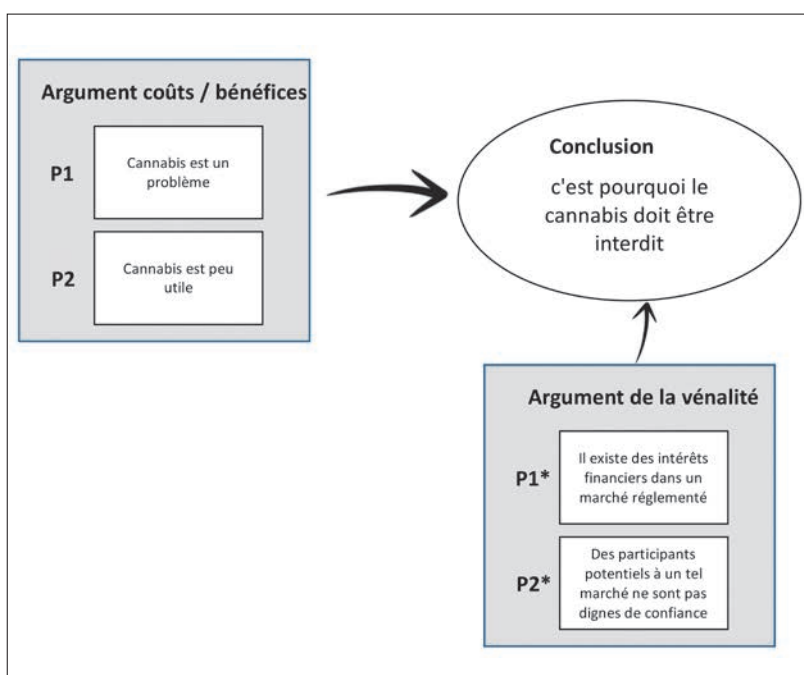 Argument coûts / bénéfices
P1
Cannabis est un
problème
P2
Cannabis est peu
utile
Conclusion
c'est pourquoi le
cannabis doit être
interdit
Argument de la vénalité
P1*
Il existe des intérêts
financiers dans un
marché réglementé
P2*
Des participants
potentiels à un tel
marché ne sont pas
dignes de confiance